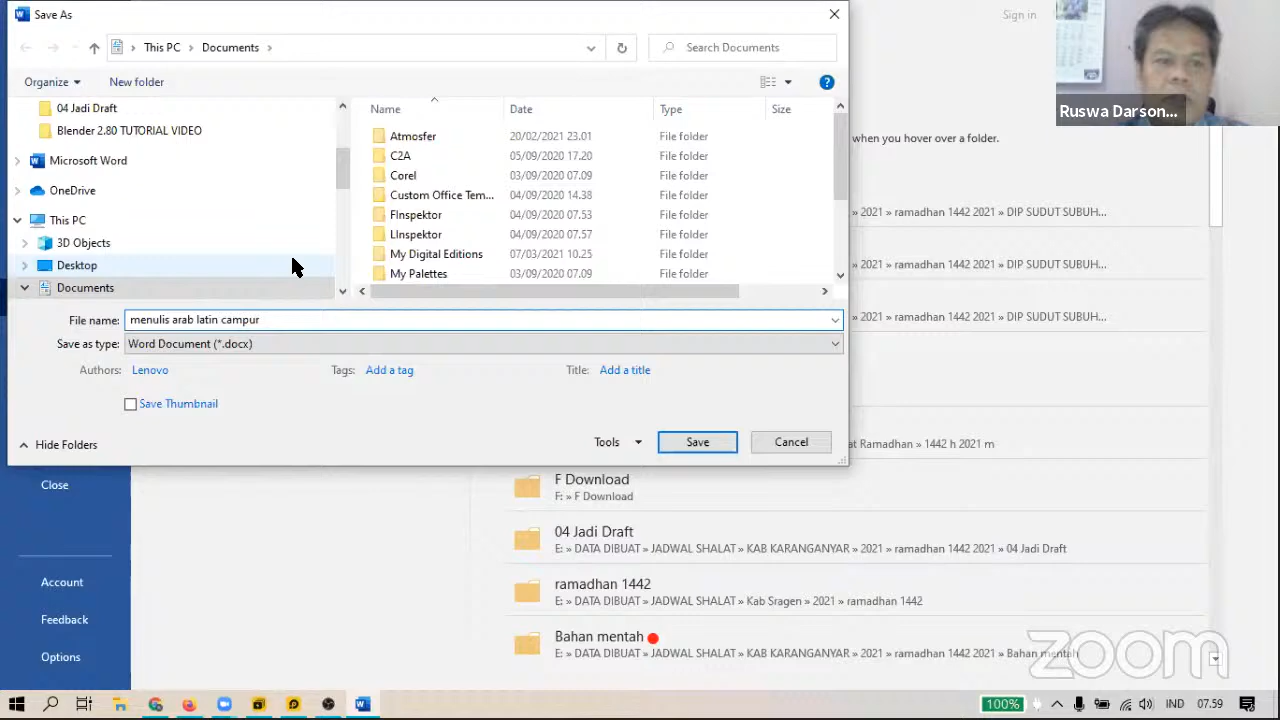 Save As
Sign in
This PC
Documents
Search Documents
Organize
New folder
Ruswa Darson...
04 Jadi Draft
Blender 2.80 TUTORIAL VIDEO
Microsoft Word
OneDrive
This PC
3D Objects
Desktop
Documents
Name Date Type Size
Atmosfer 20/02/2021 23.01 File folder
C2A 05/09/2020 17.20 File folder
Corel 03/09/2020 07.09 File folder
Custom Office Tem... 04/09/2020 14.38 File folder
FInspektor 04/09/2020 07.53 File folder
LInspektor 04/09/2020 07.57 File folder
My Digital Editions 07/03/2021 10.25 File folder
My Palettes 03/09/2020 07.09 File folder
when you hover over a folder.
» 2021 » ramadhan 1442 2021 » DIP SUDUT SUBUH...
» 2021 » ramadhan 1442 2021 » DIP SUDUT SUBUH...
» 2021 » ramadhan 1442 2021 » DIP SUDUT SUBUH...
File name: menulis arab latin campur
Save as type: Word Document (*.docx)
Authors: Lenovo Tags: Add a tag Title: Add a title
Save Thumbnail
Hide Folders
Tools
Save
Cancel
at Ramadhan » 1442 h 2021 m
Close
Account
Feedback
Options
F Download
F: » F Download
04 Jadi Draft
E: » DATA DIBUAT » JADWAL SHALAT » KAB KARANGANYAR » 2021 » ramadhan 1442 2021 » 04 Jadi Draft
ramadhan 1442
E: » DATA DIBUAT » JADWAL SHALAT » Kab Sragen » 2021 » ramadhan 1442
Bahan mentah
E: » DATA DIBUAT » JADWAL SHALAT » KAB KARANGANYAR » 2021 » ramadhan 1442 2021 » Bahan mentah
zoom
100%
IND
07.59